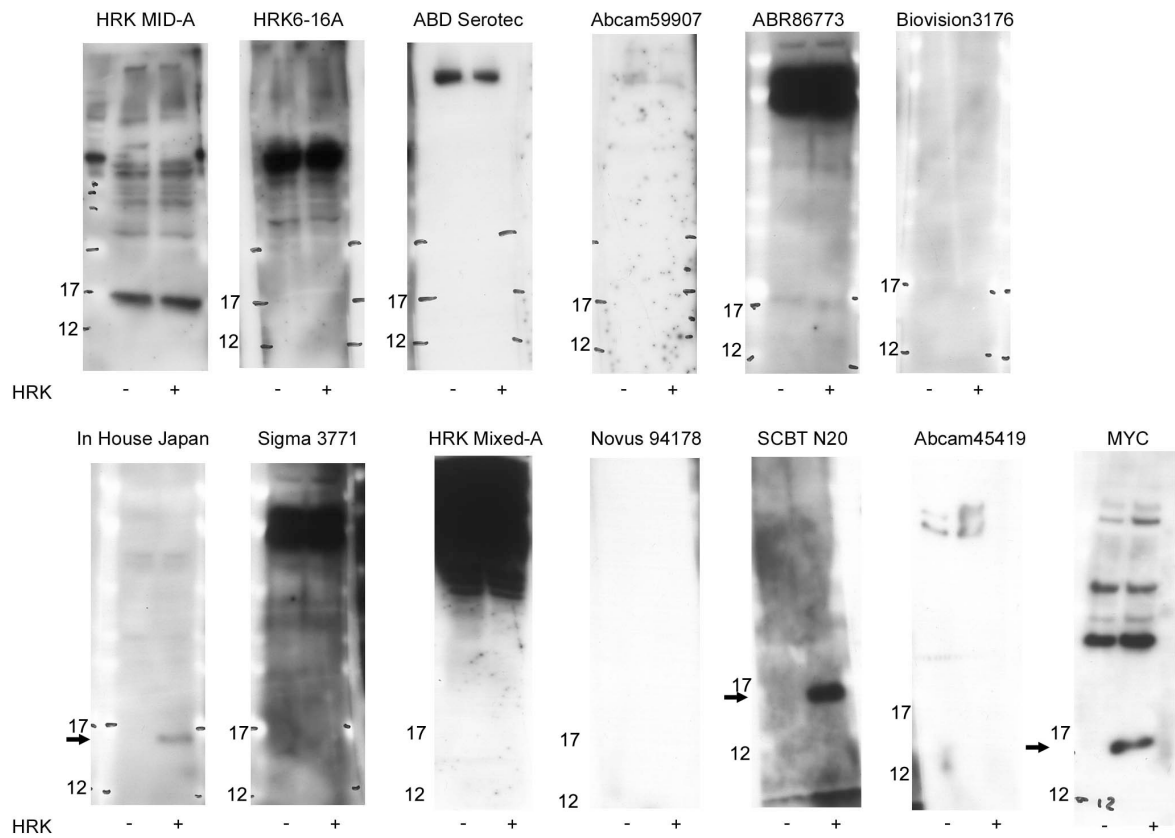 HRK MID-A HRK6-16A ABD Serotec Abcam59907 ABR86773 Biovision3176
17 17 17 17 17 17
12 12 12 12 12 12
HRK - + - + - + - + - + - +
In House Japan Sigma 3771 HRK Mixed-A Novus 94178 SCBT N20 Abcam45419 MYC
17 17 17 17 17 17 17
12 12 12 12 12 12 12 12
HRK - + - + - + - + - + - + - +